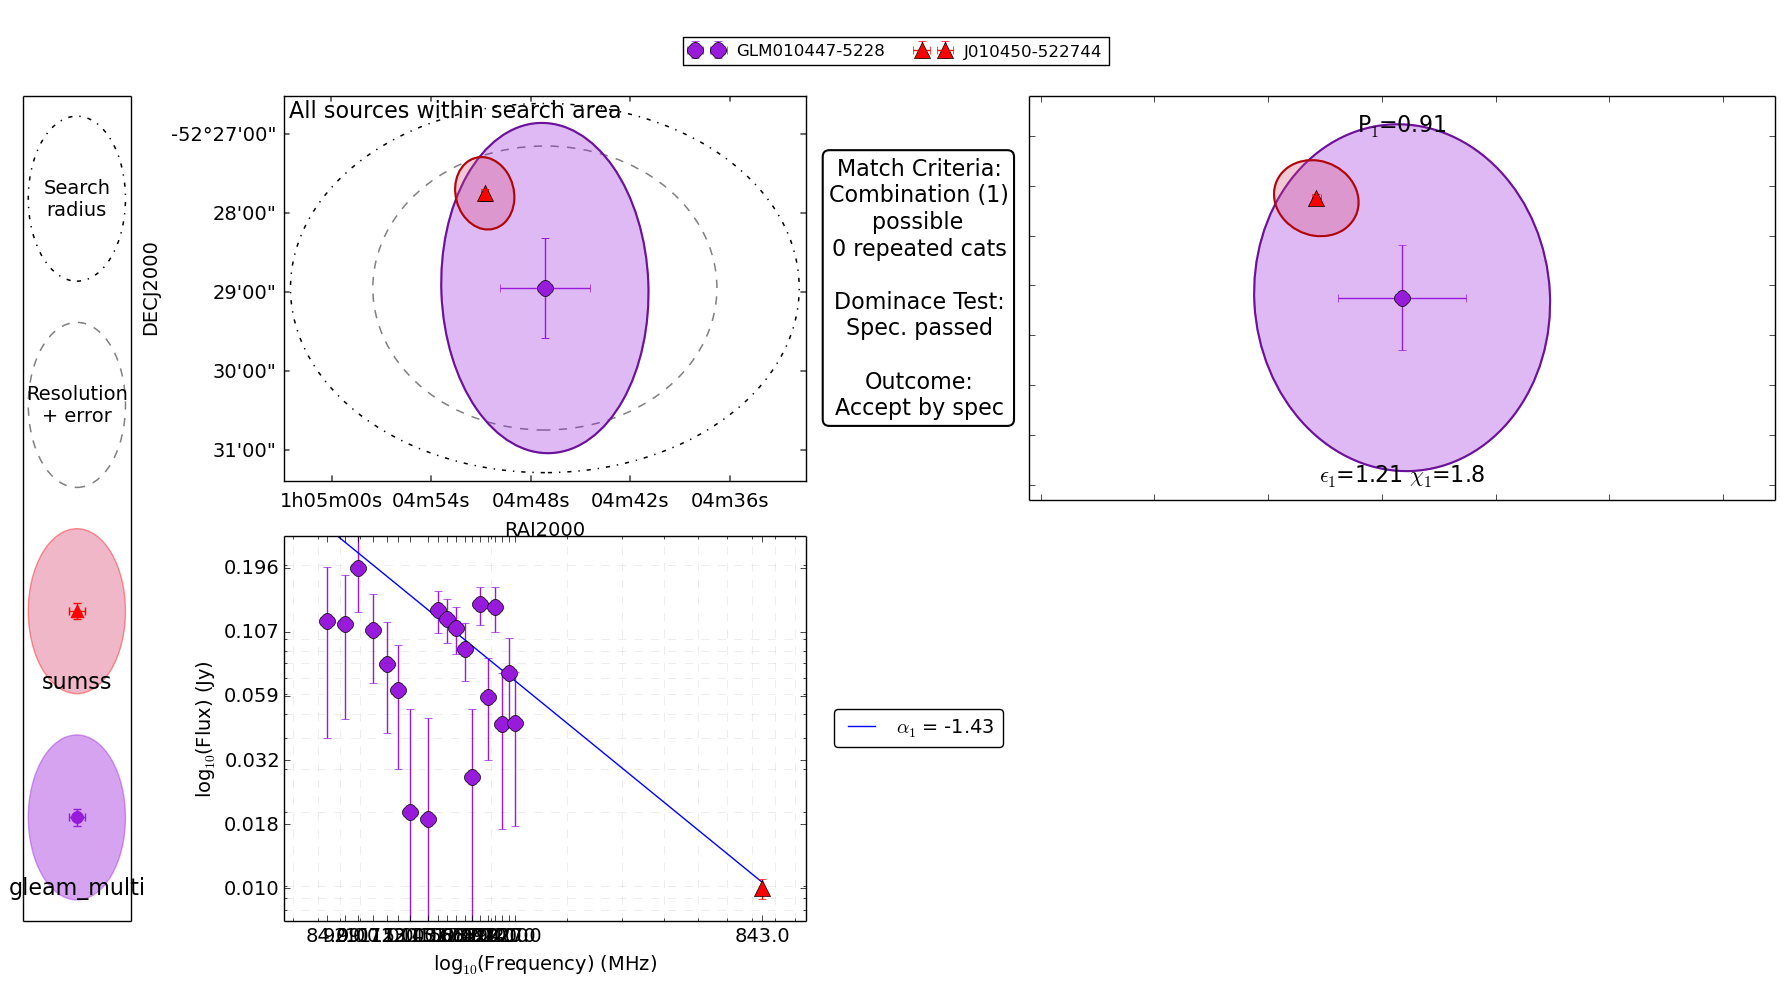 GLM010447-5228
J010450-522744
Search
radius
Resolution
+ error
sumss
gleam_multi
All sources within search area
DECJ2000
-52°27'00"
28'00"
29'00"
30'00"
31'00"
1h05m00s 04m54s 04m48s 04m42s 04m36s
RAJ2000
Match Criteria:
Combination (1)
possible
0 repeated cats
Dominace Test:
Spec. passed
Outcome:
Accept by spec
P₁=0.91
ϵ₁=1.21 χ₁=1.8
log₁₀(Flux) (Jy)
0.196
0.107
0.059
0.032
0.018
0.010
843.0
log₁₀(Frequency) (MHz)
α₁ = -1.43